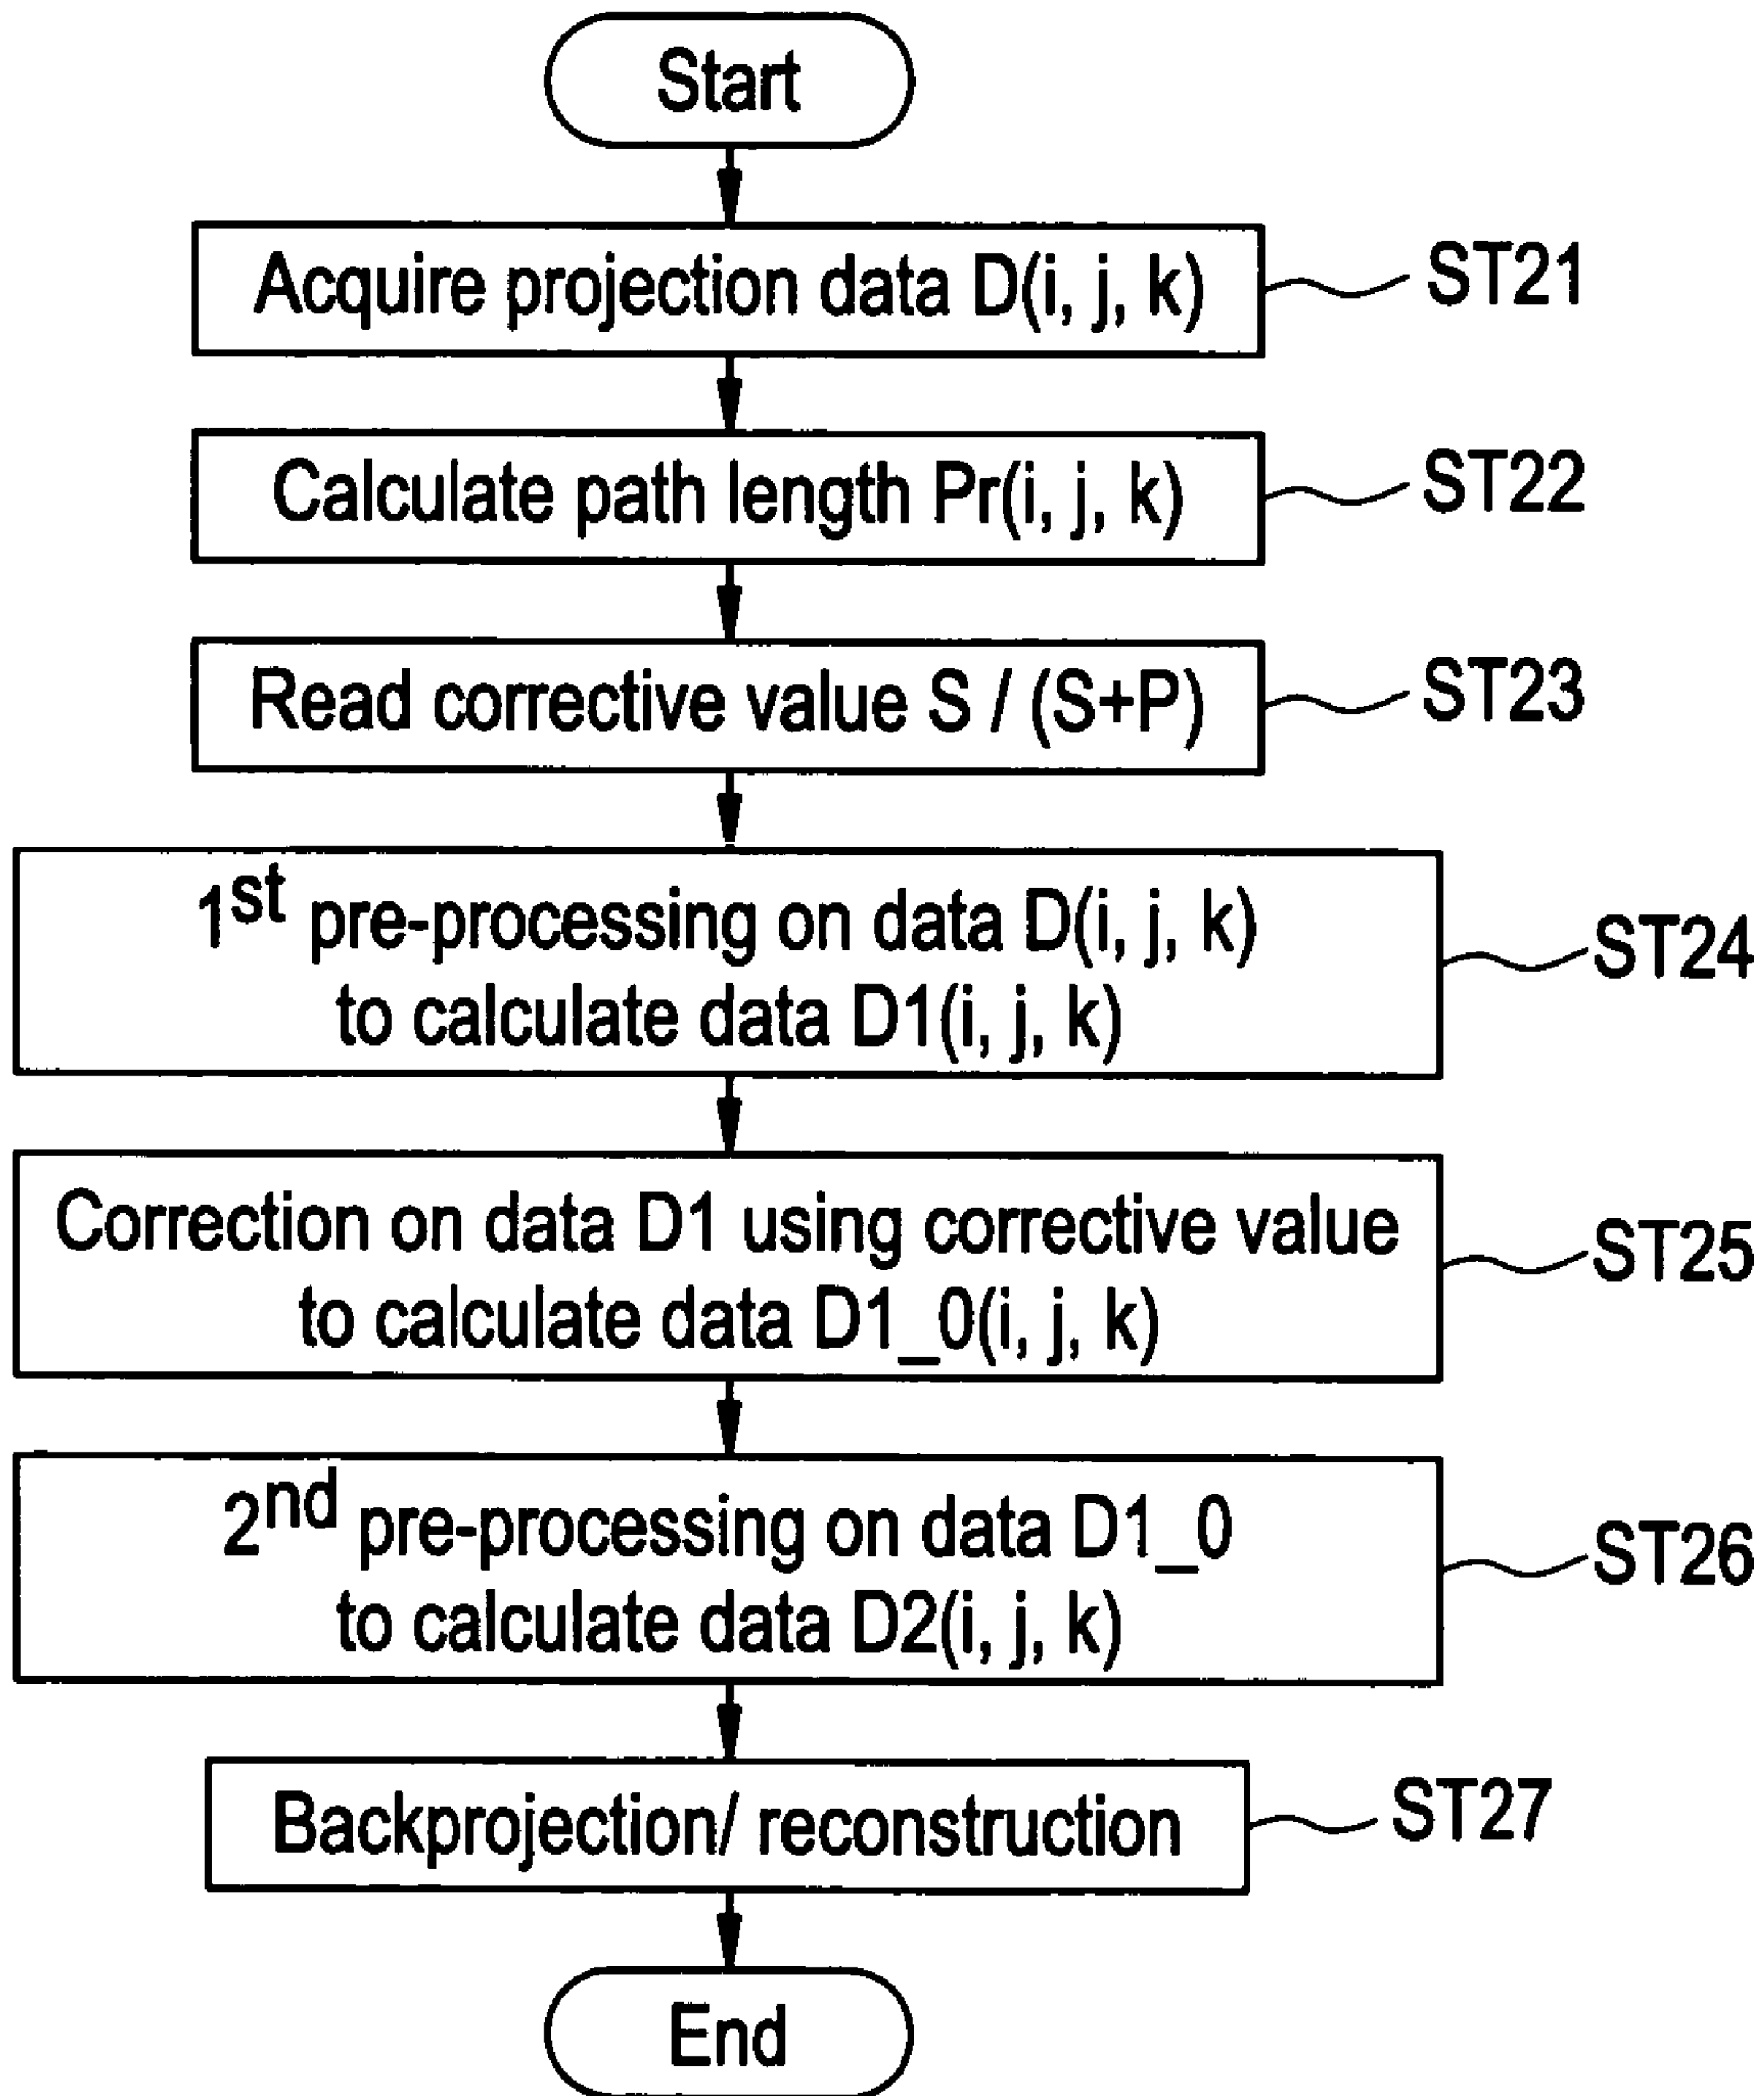 Start
Acquire projection data D(i, j, k)
ST21
Calculate path length Pr(i, j, k)
ST22
Read corrective value S / (S+P)
ST23
1st pre-processing on data D(i, j, k)
to calculate data D1(i, j, k)
ST24
Correction on data D1 using corrective value
to calculate data D1_0(i, j, k)
ST25
2nd pre-processing on data D1_0
to calculate data D2(i, j, k)
ST26
Backprojection/ reconstruction
ST27
End